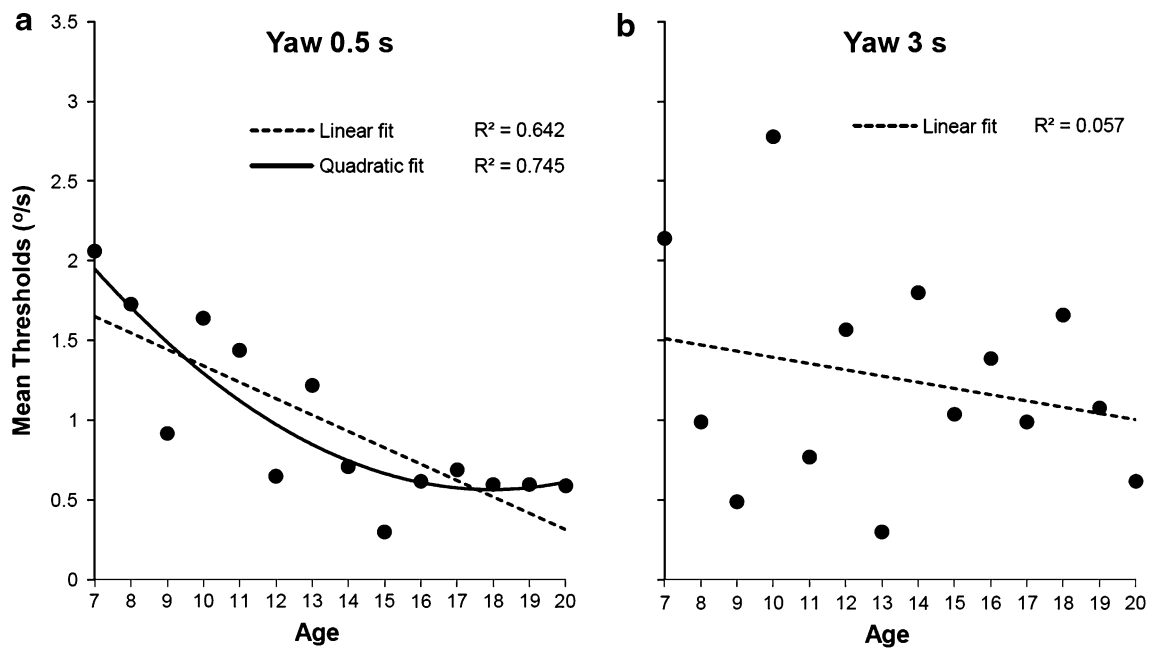 a
Yaw 0.5 s
Linear fit R² = 0.642
Quadratic fit R² = 0.745
Mean Thresholds (º/s)
3.5
3
2.5
2
1.5
1
0.5
0
7 8 9 10 11 12 13 14 15 16 17 18 19 20
Age
b
Yaw 3 s
Linear fit R² = 0.057
7 8 9 10 11 12 13 14 15 16 17 18 19 20
Age